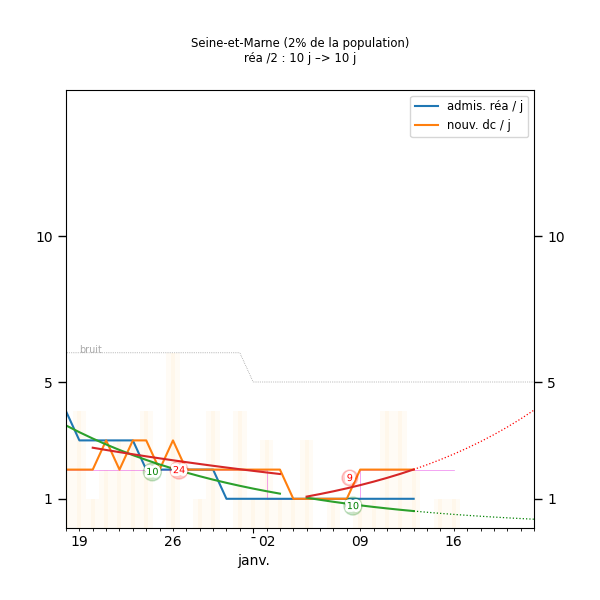 Seine-et-Marne (2% de la population)
réa /2 : 10 j –> 10 j
admis. réa / j
nouv. dc / j
10 10
bruit
5 5
10 24 9
10
1 1
19 26 02 09 16
janv.